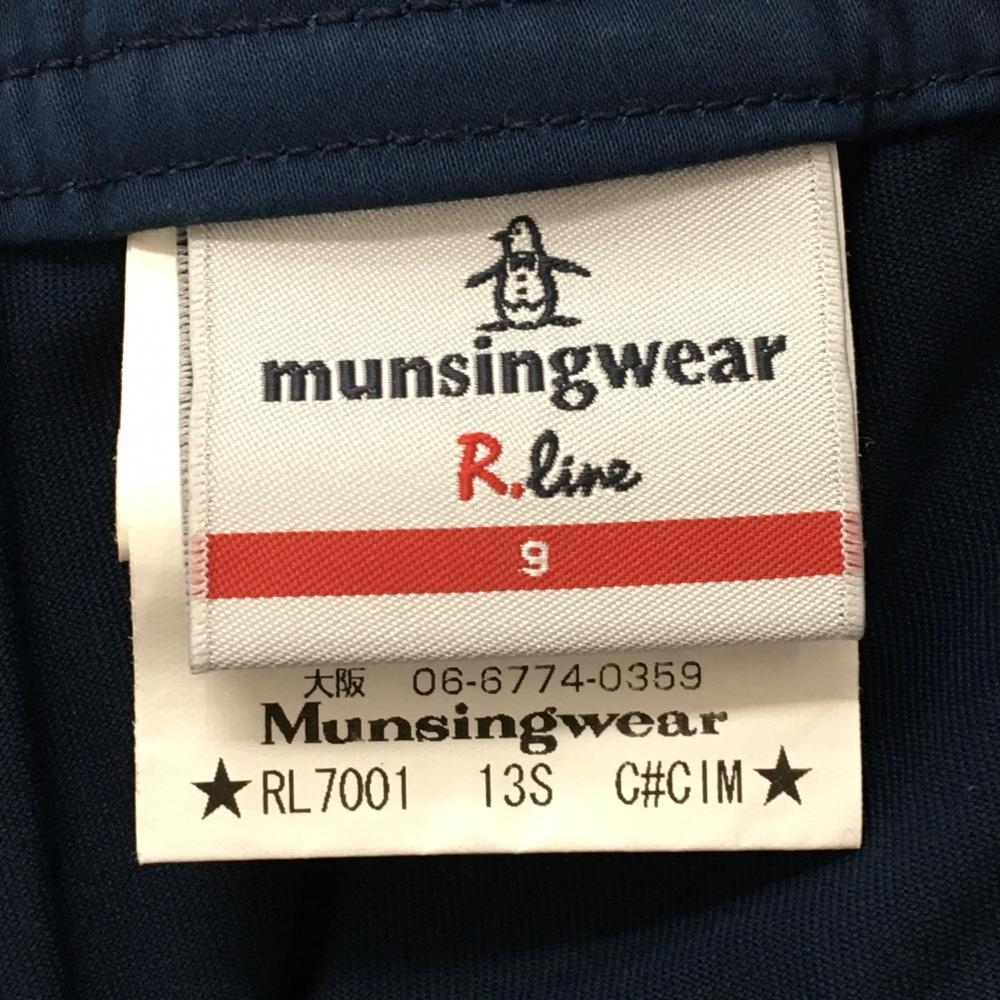 munsingwear
R.line
9
大阪 06-6774-0359
Munsingwear
★RL7001 13S C#CIM★